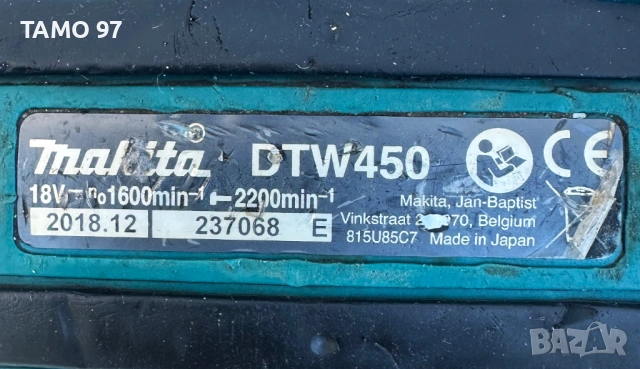 TAMO 97
makita DTW450 CE
18V⎓ n₀1600min⁻¹ 2200min⁻¹
2018.12 237068 E
Makita, Jan-Baptist
Vinkstraat 2, Belgium
815U85C7 Made in Japan
BAZAR